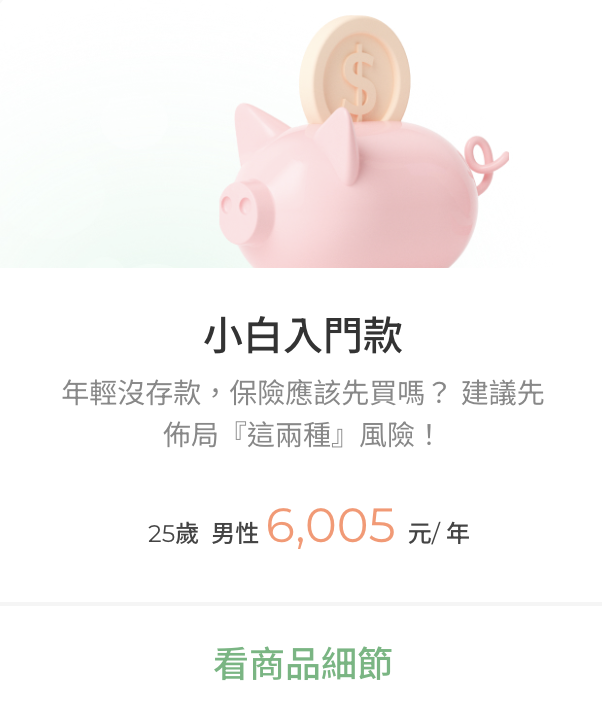 $
小白入門款
年輕沒存款，保險應該先買嗎？ 建議先
佈局『這兩種』風險！
25歲 男性 6,005 元/ 年
看商品細節